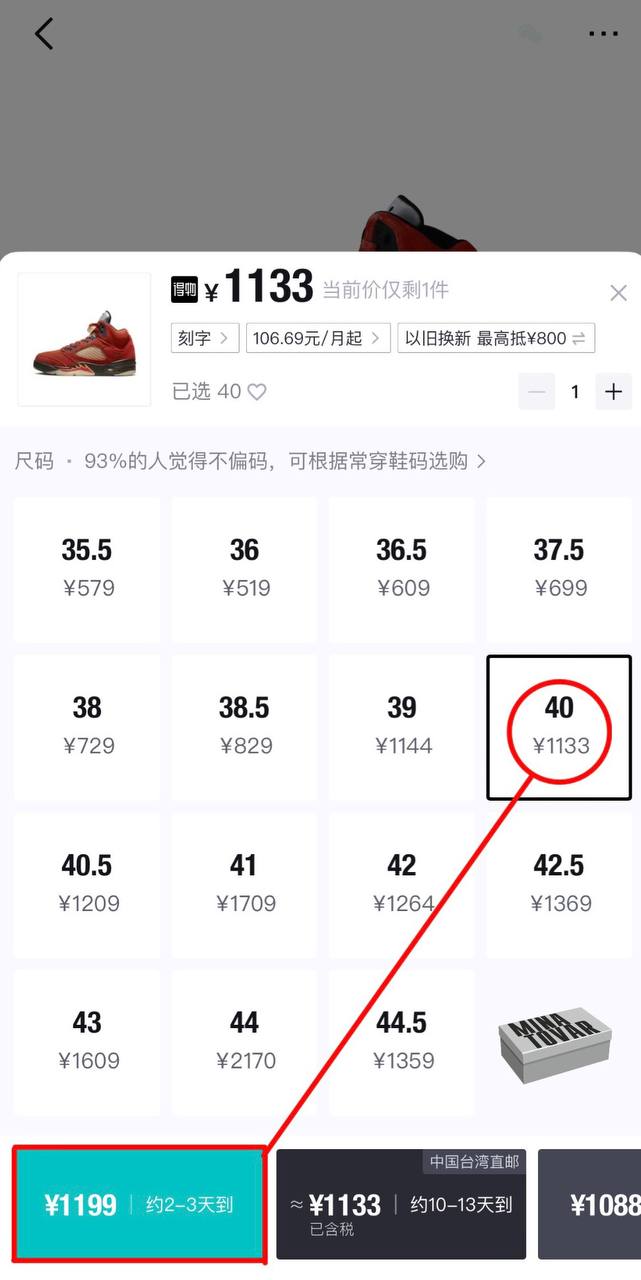 得物 ¥1133 当前价仅剩1件
刻字 > 106.69元/月起 > 以旧换新 最高抵¥800
已选 40 1
尺码 · 93%的人觉得不偏码，可根据常穿鞋码选购 >
35.5 36 36.5 37.5
¥579 ¥519 ¥609 ¥699
38 38.5 39 40
¥729 ¥829 ¥1144 ¥1133
40.5 41 42 42.5
¥1209 ¥1709 ¥1264 ¥1369
43 44 44.5
¥1609 ¥2170 ¥1359
MINA
TOVAR
中国台湾直邮
¥1199 | 约2-3天到 ≈ ¥1133 | 约10-13天到 ¥1088
已含税